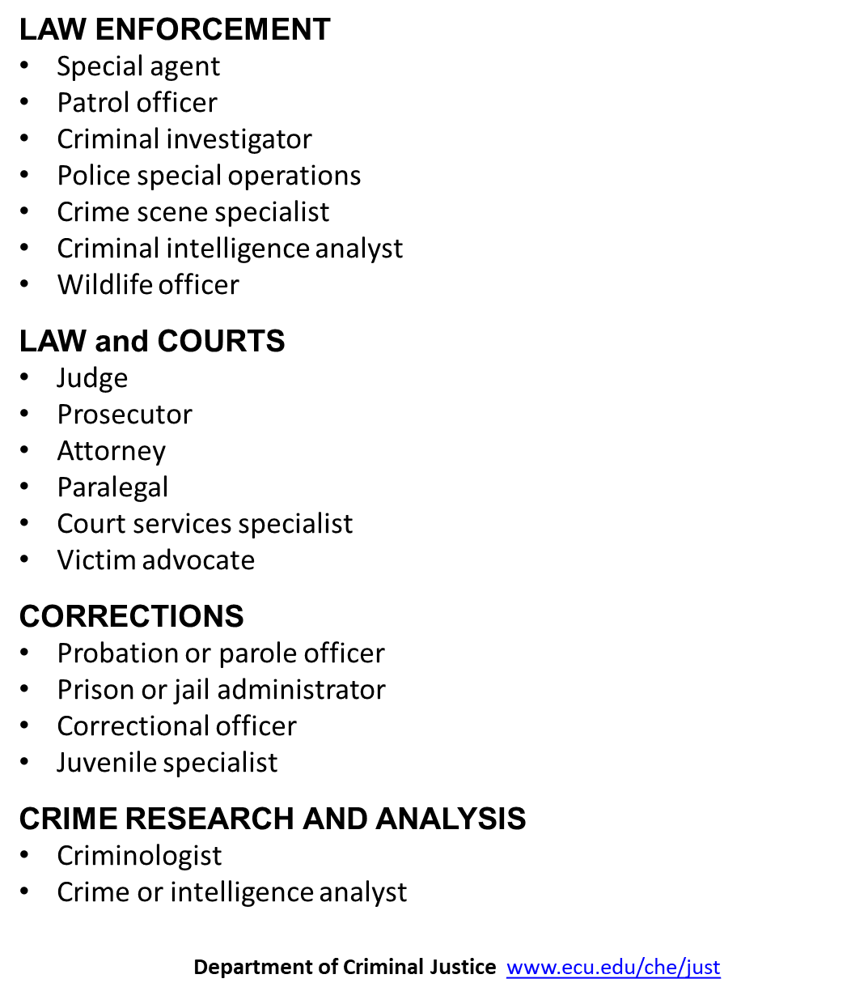 LAW ENFORCEMENT
• Special agent
• Patrol officer
• Criminal investigator
• Police special operations
• Crime scene specialist
• Criminal intelligence analyst
• Wildlife officer
LAW and COURTS
• Judge
• Prosecutor
• Attorney
• Paralegal
• Court services specialist
• Victim advocate
CORRECTIONS
• Probation or parole officer
• Prison or jail administrator
• Correctional officer
• Juvenile specialist
CRIME RESEARCH AND ANALYSIS
• Criminologist
• Crime or intelligence analyst
Department of Criminal Justice www.ecu.edu/che/just